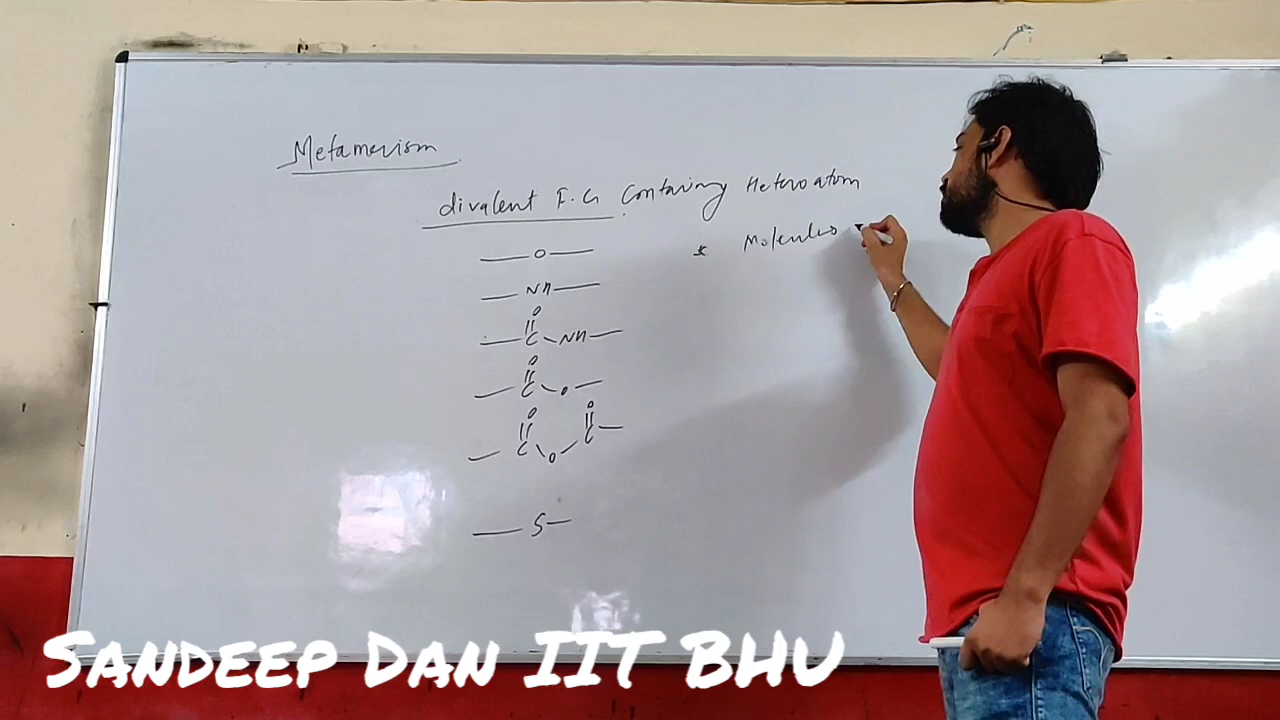 Metamerism
divalent F.G Containing Heteroatom
* Molecules
— O —
— NH —
O
— C — NH —
O
— C — O —
O O
— C — O — C —
— S —
Sandeep Dan IIT BHU